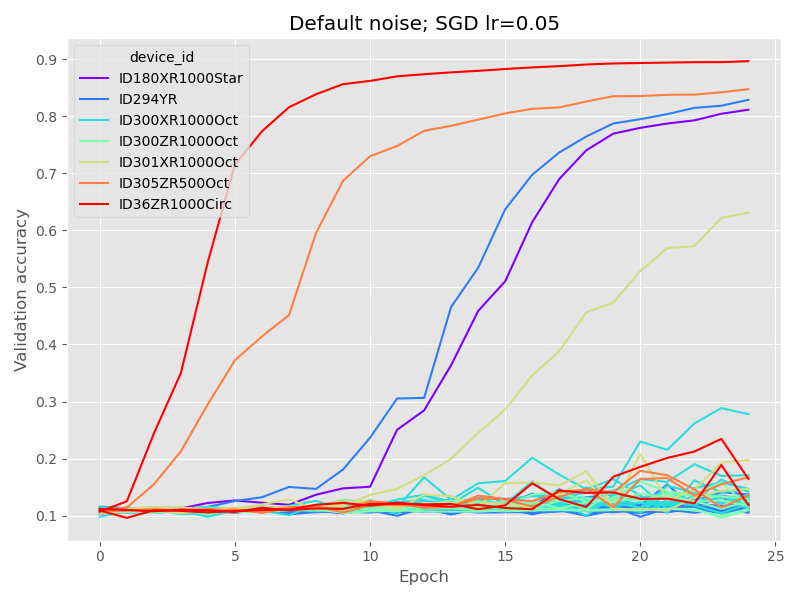 Default noise; SGD lr=0.05
device_id
ID180XR1000Star
ID294YR
ID300XR1000Oct
ID300ZR1000Oct
ID301XR1000Oct
ID305ZR500Oct
ID36ZR1000Circ
Validation accuracy
0.9
0.8
0.7
0.6
0.5
0.4
0.3
0.2
0.1
0
5
10
15
20
25
Epoch